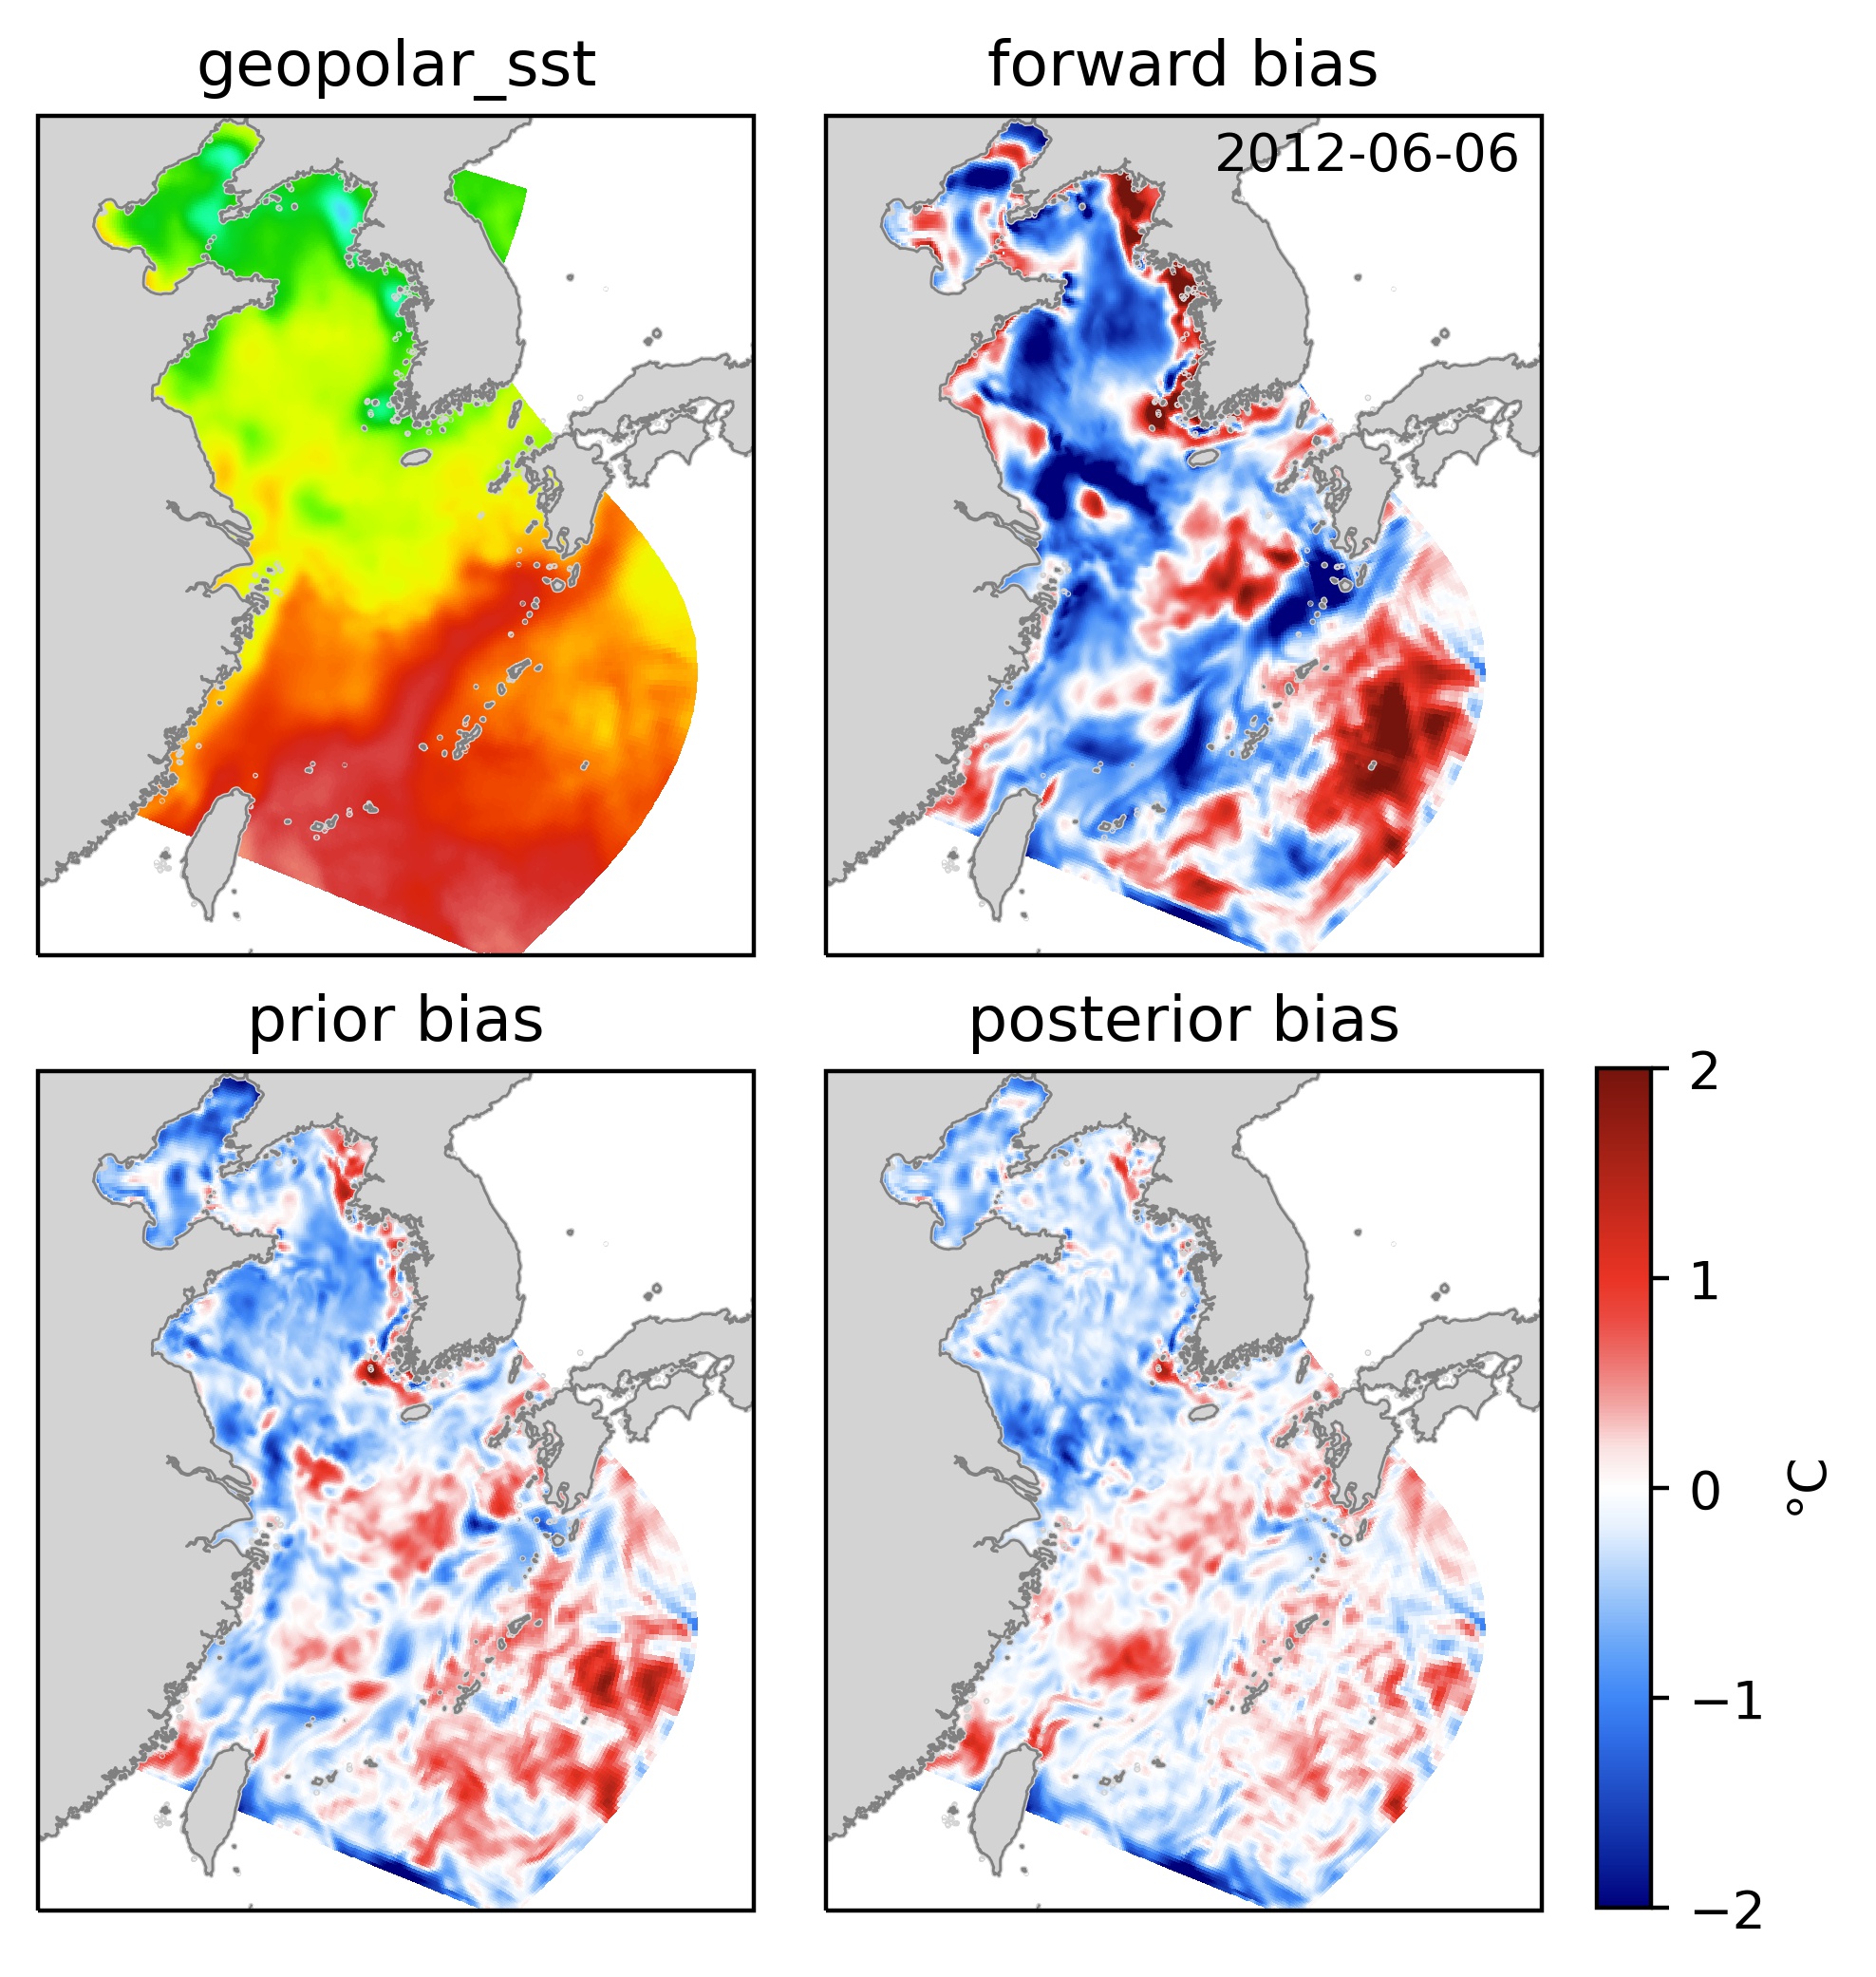 geopolar_sst
forward bias
2012-06-06
prior bias
posterior bias
2
1
0
−1
−2
°C